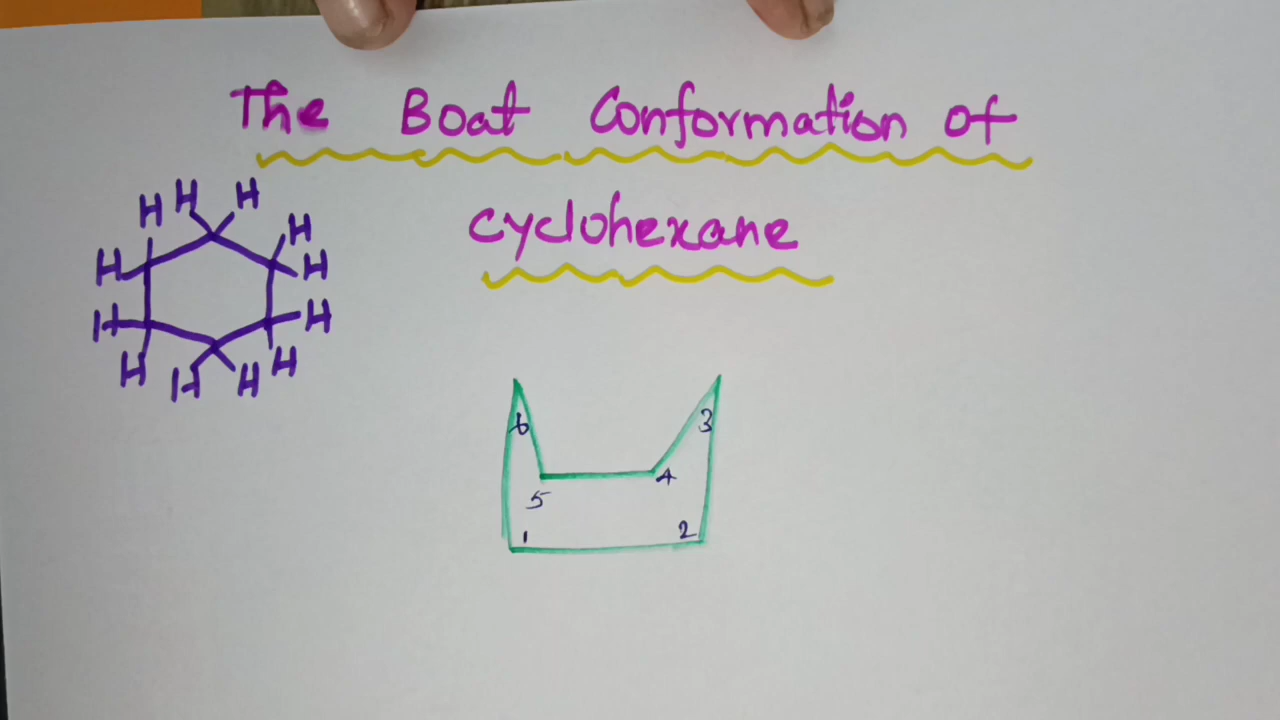 The Boat Conformation of
cyclohexane
H H H H
H H
H H
H H H H
6 3
5 4
1 2